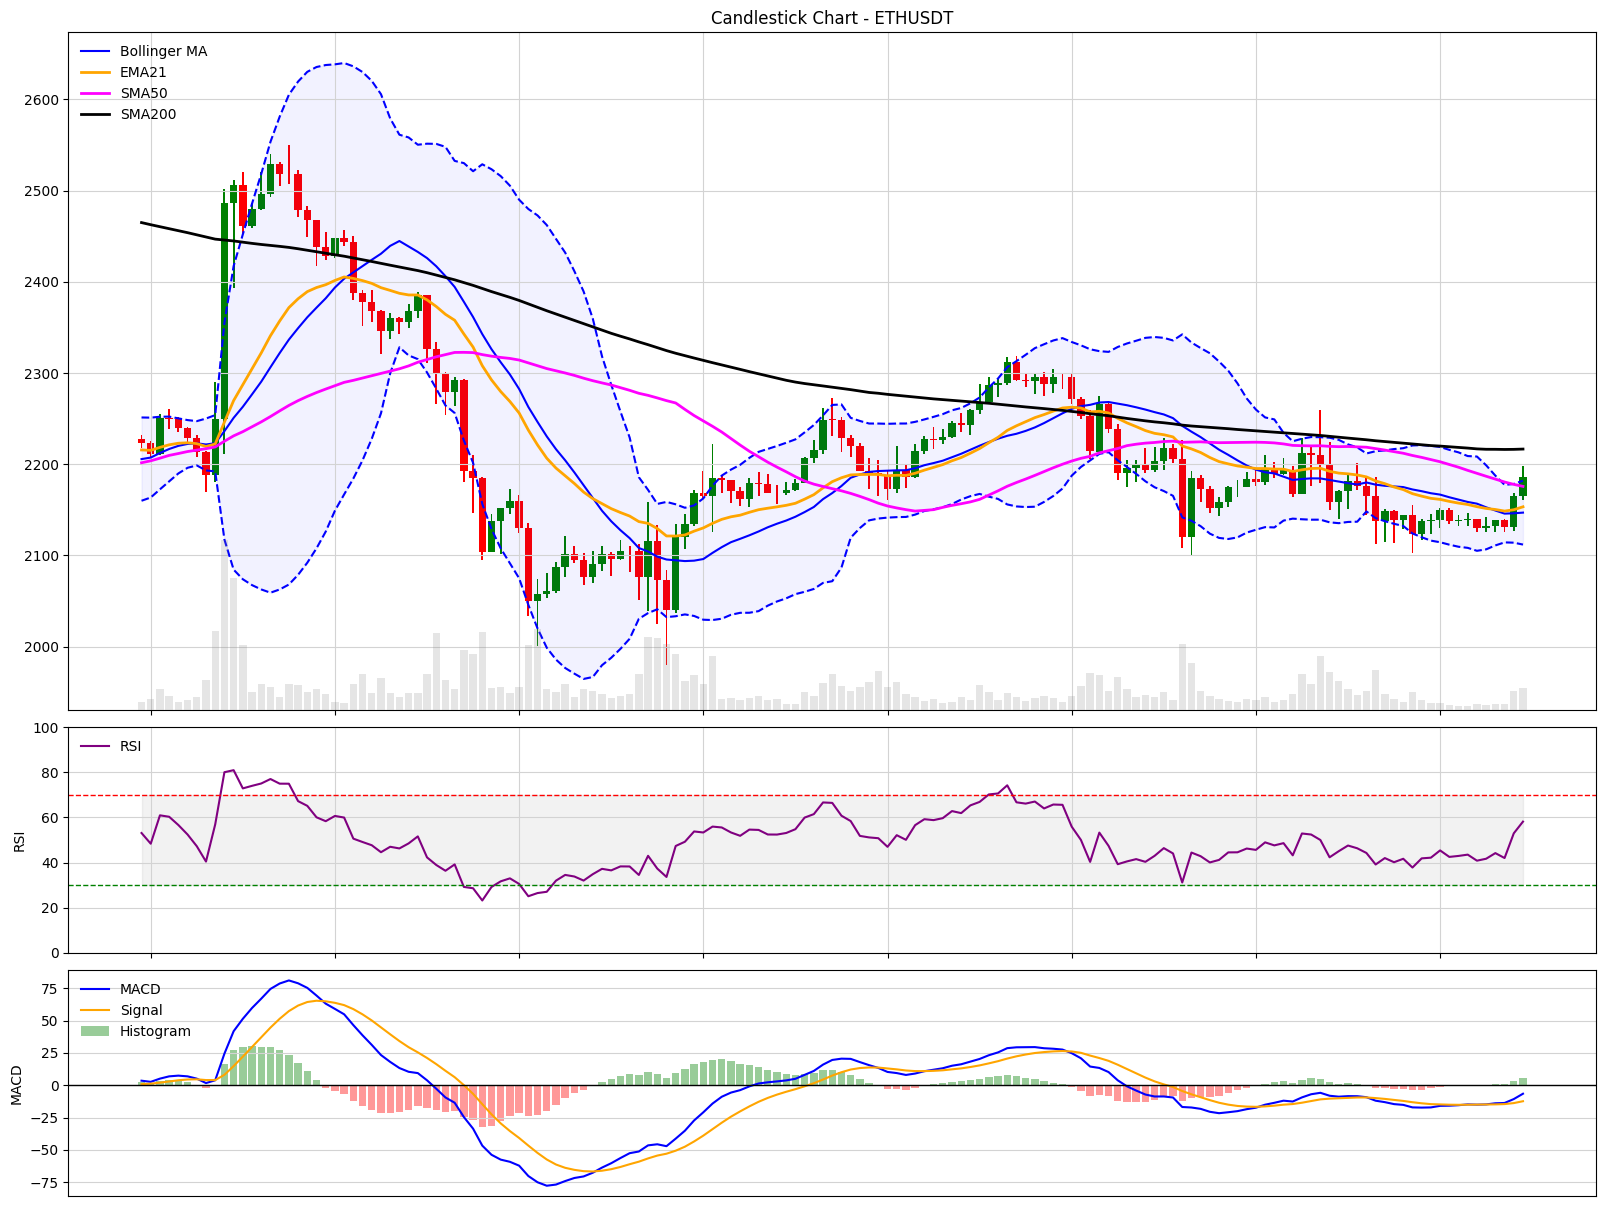 Candlestick Chart - ETHUSDT
Bollinger MA
EMA21
SMA50
SMA200
2600
2500
2400
2300
2200
2100
2000
RSI
100
80
60
40
20
0
RSI
MACD
Signal
Histogram
75
50
25
0
−25
−50
−75
MACD